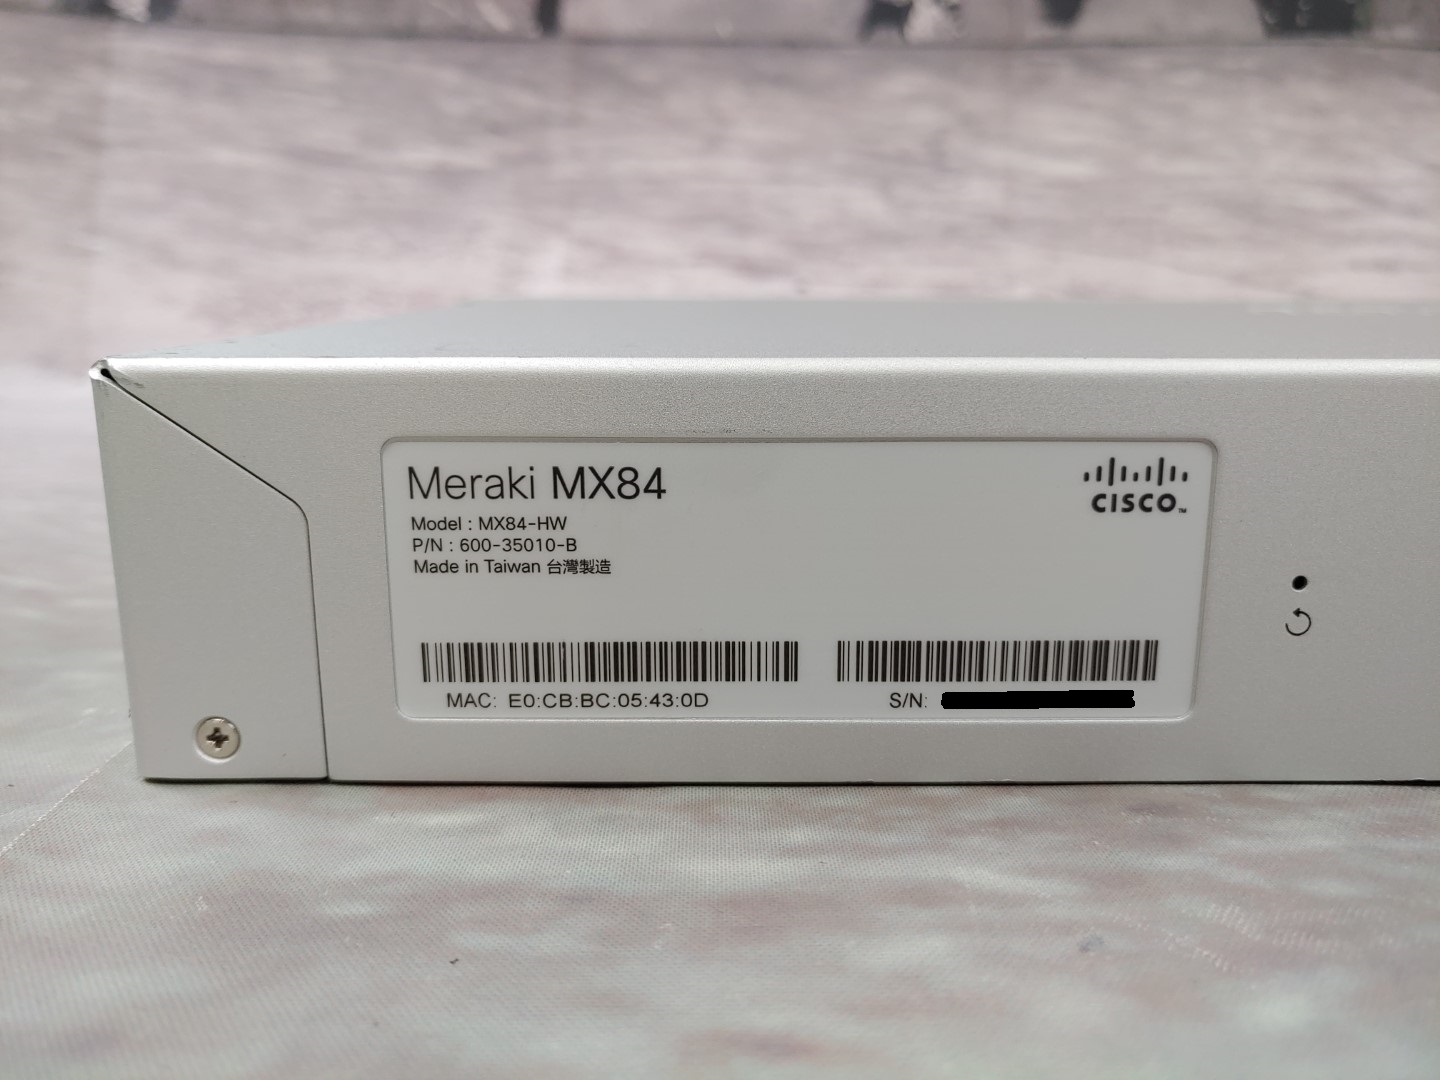 Meraki MX84
CISCO™
Model : MX84-HW
P/N : 600-35010-B
Made in Taiwan 台灣製造
MAC: E0:CB:BC:05:43:0D
S/N: